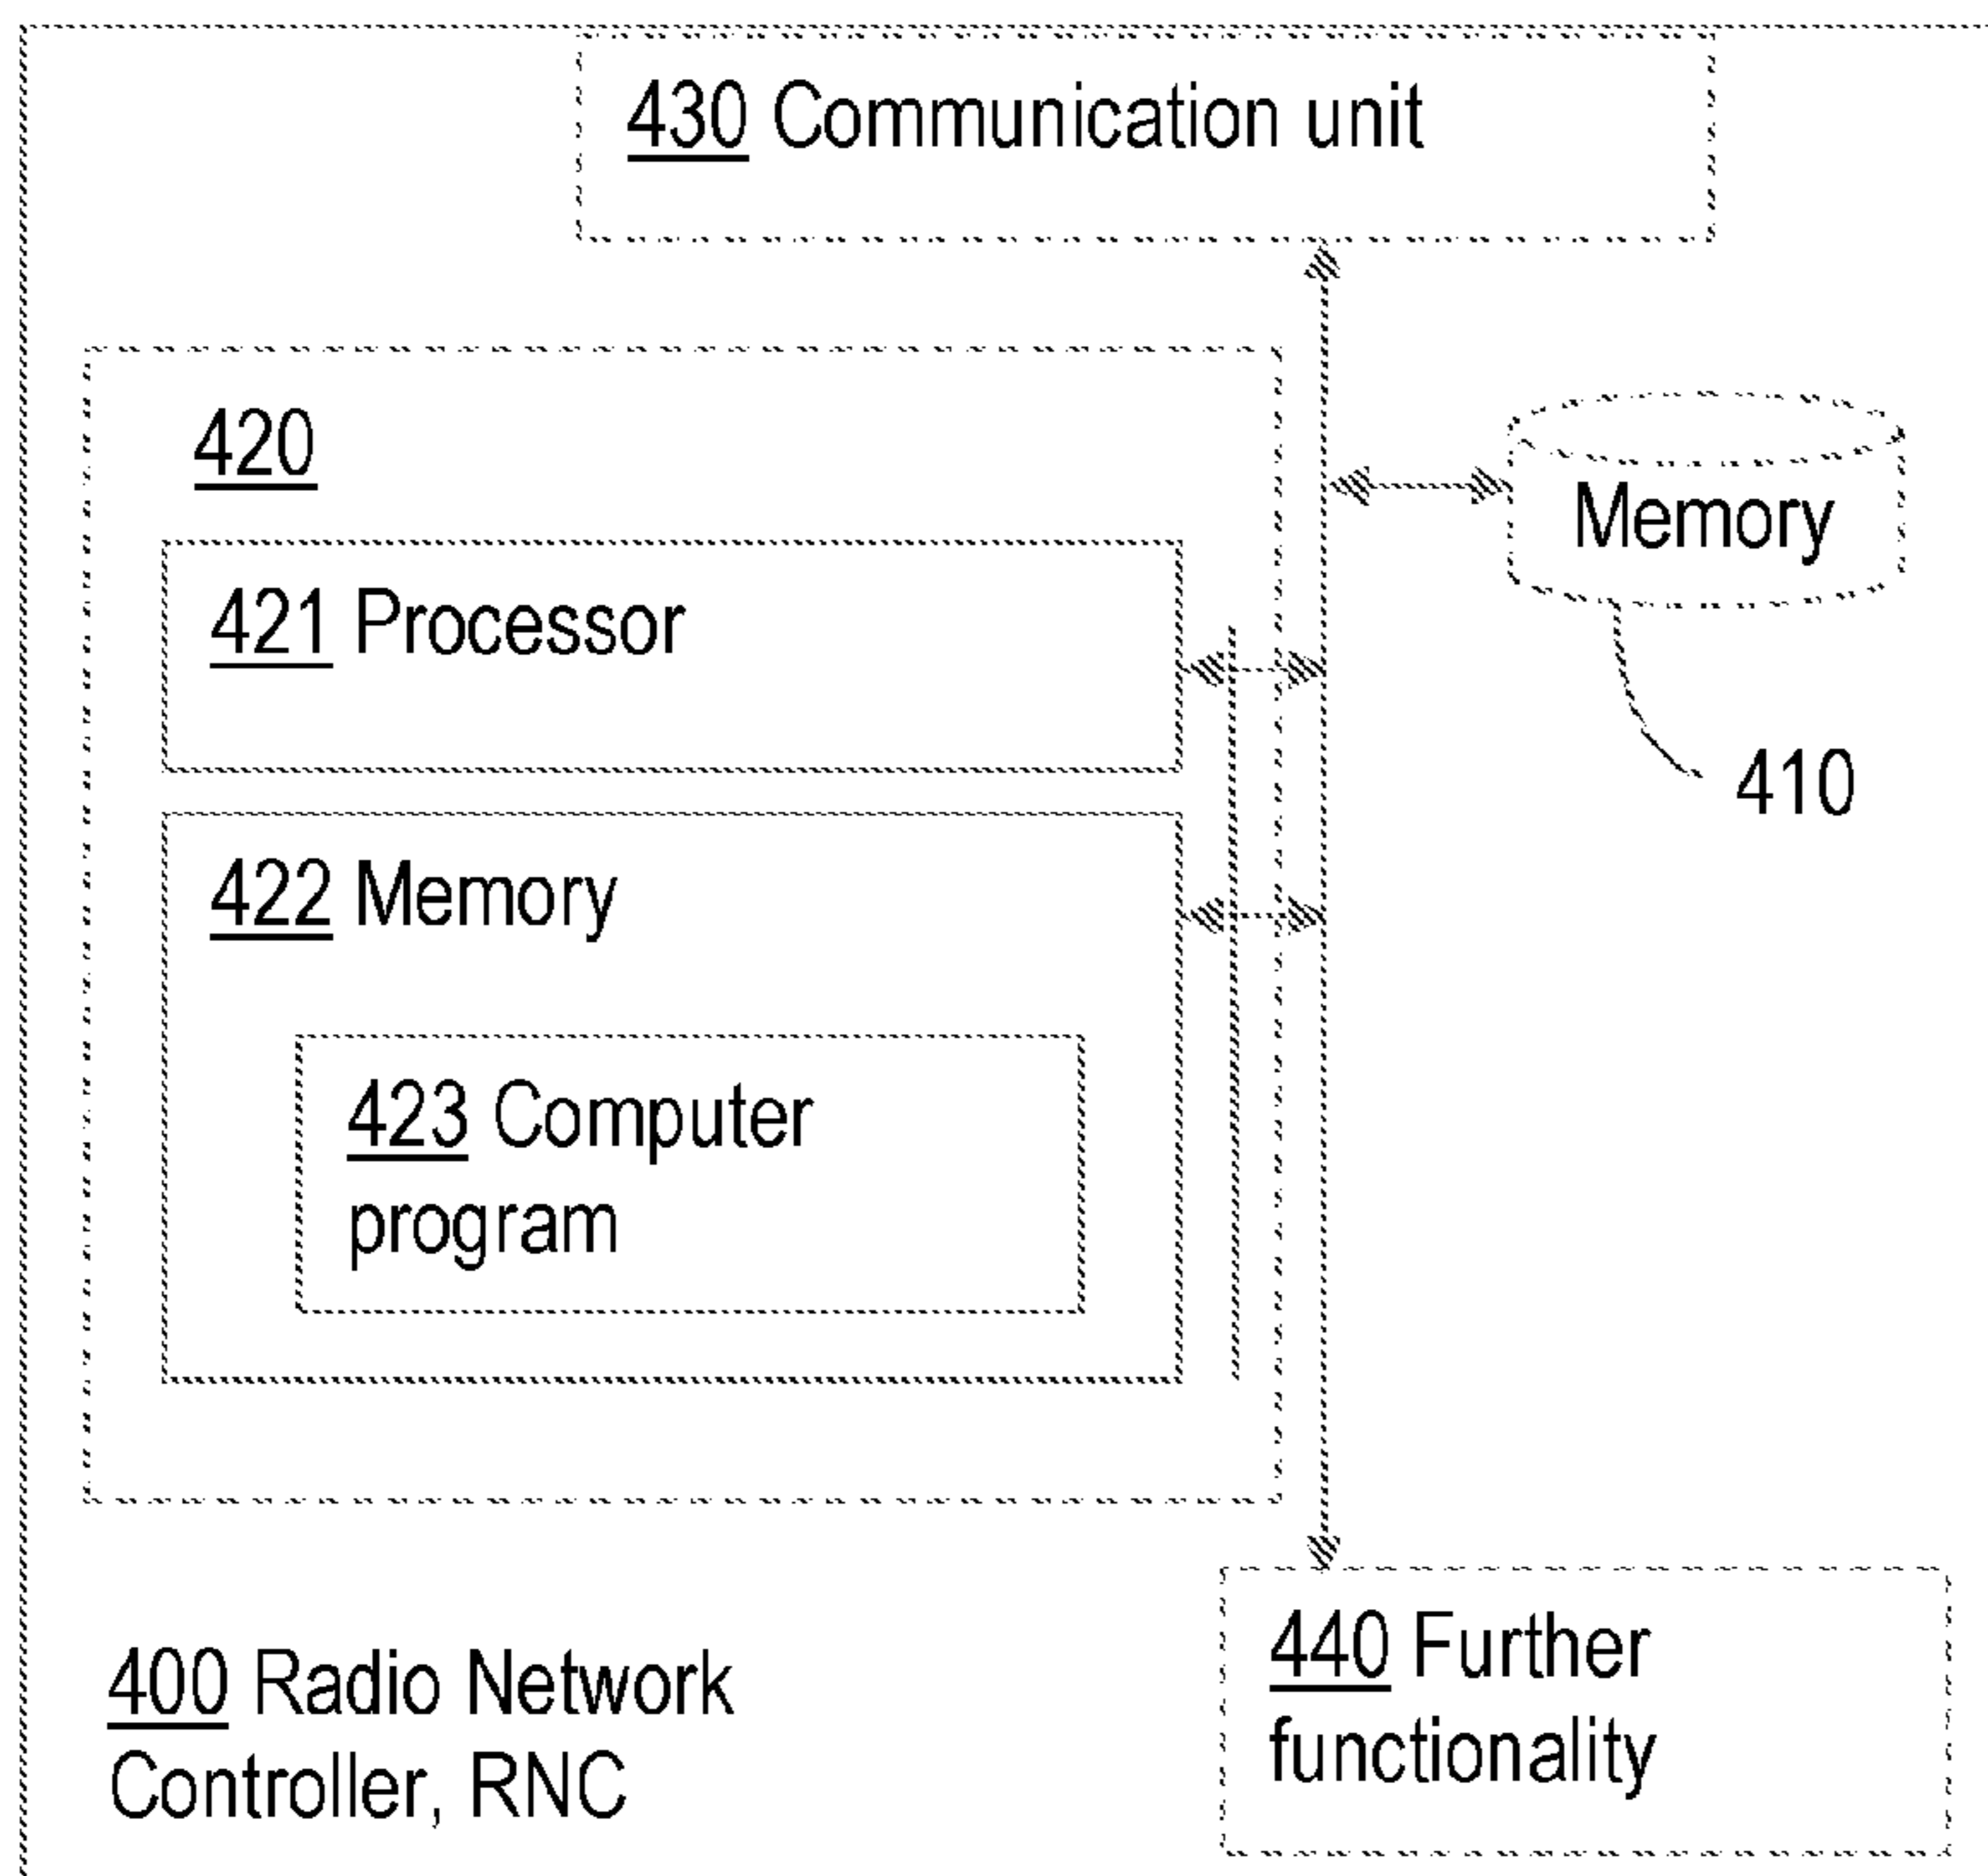 430 Communication unit
420
Memory
421 Processor
410
422 Memory
423 Computer
program
440 Further
functionality
400 Radio Network
Controller, RNC